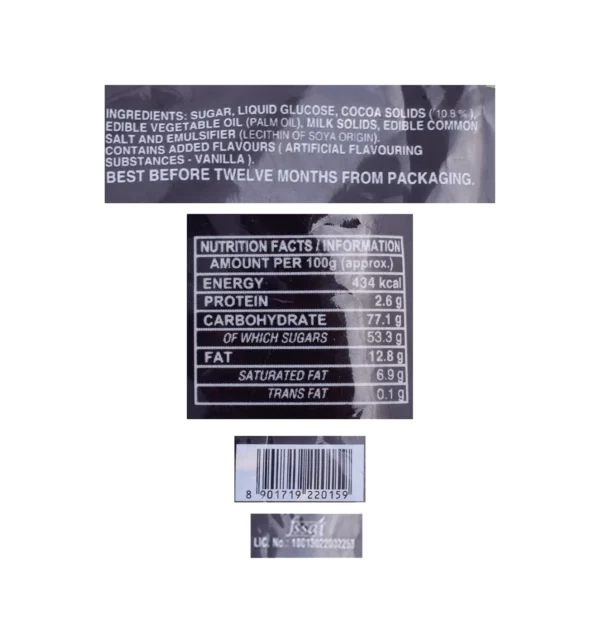 INGREDIENTS: SUGAR, LIQUID GLUCOSE, COCOA SOLIDS (10.8 %),
EDIBLE VEGETABLE OIL (PALM OIL), MILK SOLIDS, EDIBLE COMMON
SALT AND EMULSIFIER (LECITHIN OF SOYA ORIGIN).
CONTAINS ADDED FLAVOURS ( ARTIFICIAL FLAVOURING
SUBSTANCES - VANILLA ).
BEST BEFORE TWELVE MONTHS FROM PACKAGING.
NUTRITION FACTS / INFORMATION
AMOUNT PER 100g (approx.)
ENERGY 434 kcal
PROTEIN 2.6 g
CARBOHYDRATE 77.1 g
OF WHICH SUGARS 53.3 g
FAT 12.8 g
SATURATED FAT 6.9 g
TRANS FAT 0.1 g
8 901719 220159
fssai
LIC. No.: